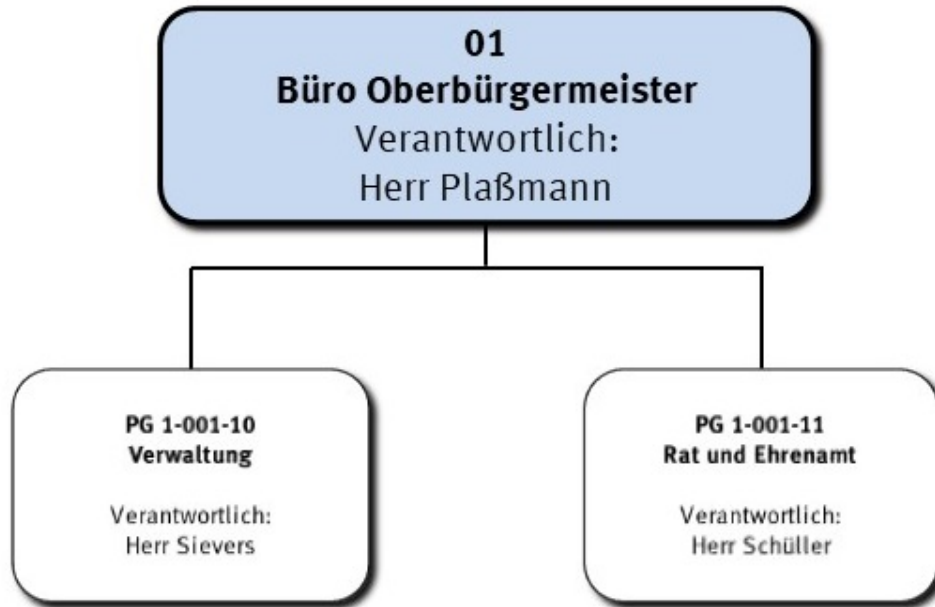 01
Büro Oberbürgermeister
Verantwortlich:
Herr Plaßmann
PG 1-001-10
Verwaltung
Verantwortlich:
Herr Sievers
PG 1-001-11
Rat und Ehrenamt
Verantwortlich:
Herr Schüller